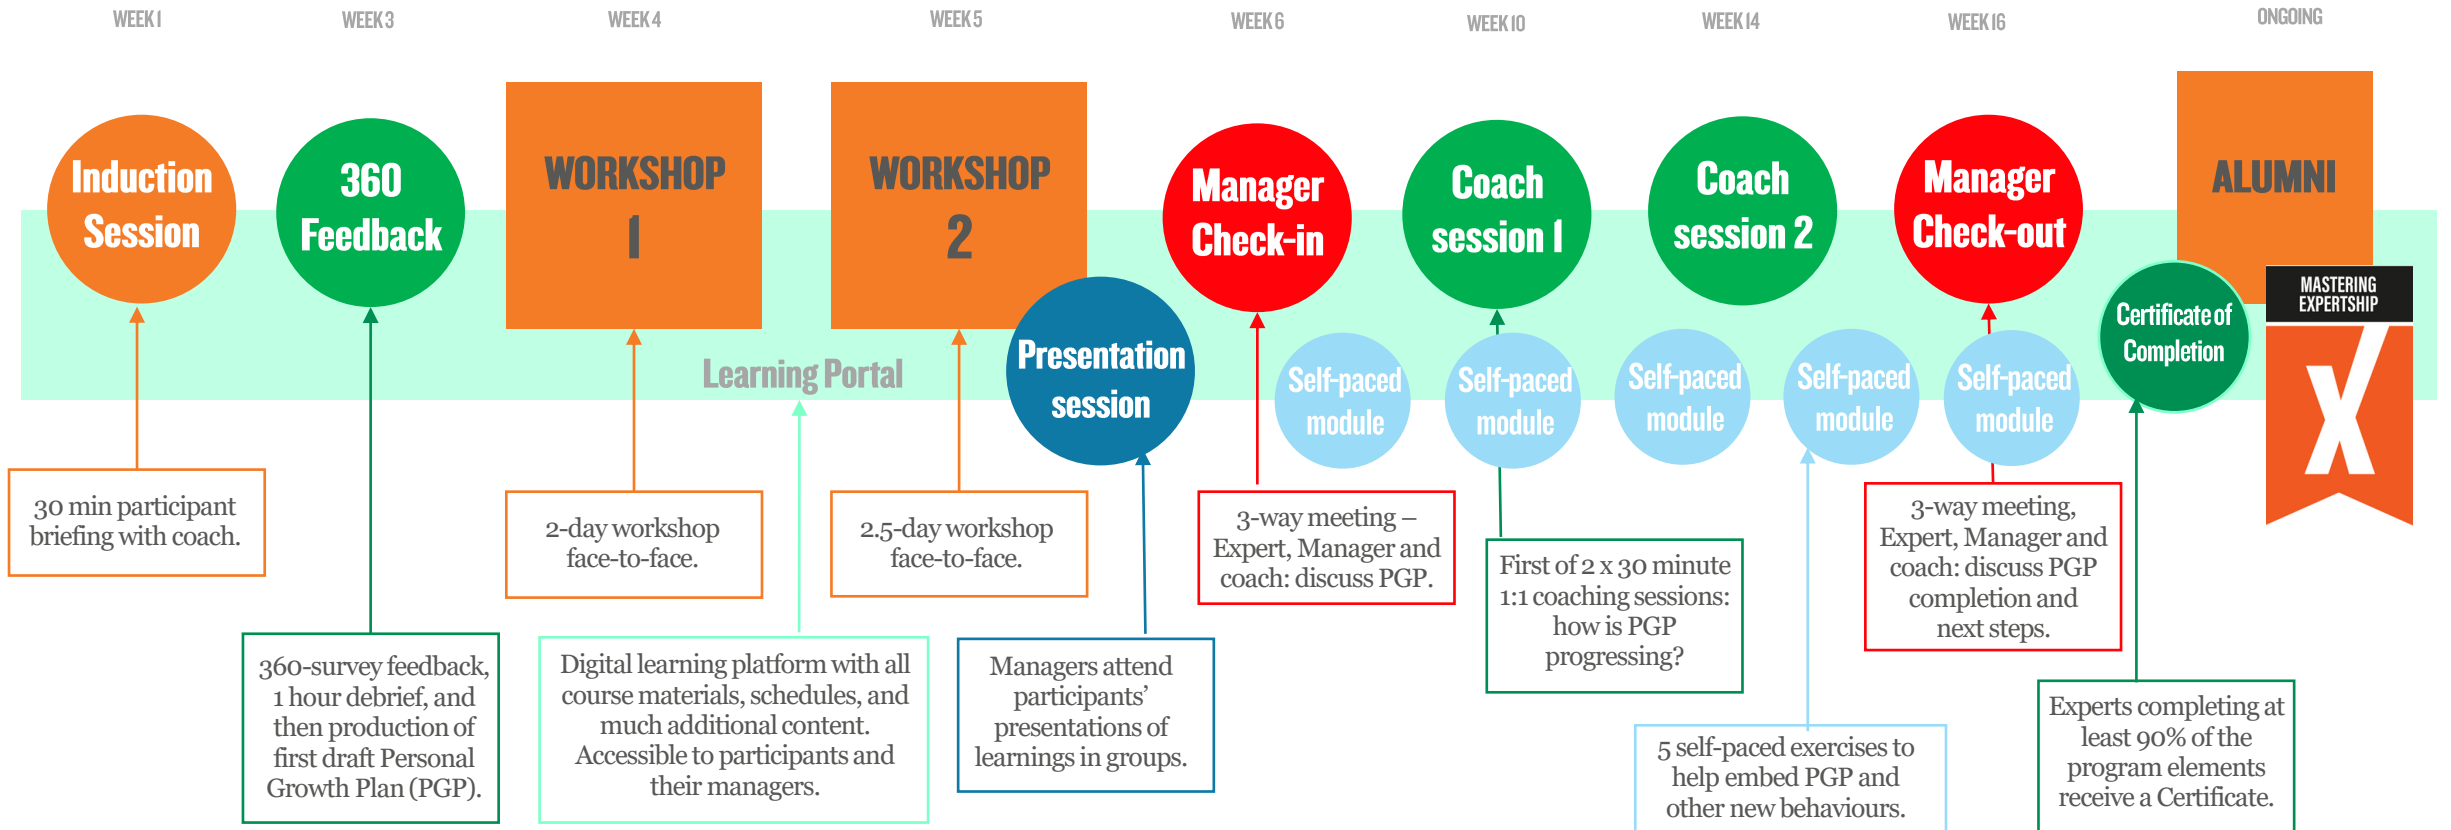 WEEK 1
WEEK 3
WEEK 4
WEEK 5
WEEK 6
WEEK 10
WEEK 14
WEEK 16
ONGOING
Induction
Session
360
Feedback
WORKSHOP
1
WORKSHOP
2
Presentation
session
Manager
Check-in
Coach
session 1
Coach
session 2
Manager
Check-out
ALUMNI
MASTERING
EXPERTSHIP
Certificate of
Completion
Learning Portal
Self-paced
module
Self-paced
module
Self-paced
module
Self-paced
module
Self-paced
module
30 min participant
briefing with coach.
360-survey feedback,
1 hour debrief, and
then production of
first draft Personal
Growth Plan (PGP).
2-day workshop
face-to-face.
Digital learning platform with all
course materials, schedules, and
much additional content.
Accessible to participants and
their managers.
2.5-day workshop
face-to-face.
Managers attend
participants’
presentations of
learnings in groups.
3-way meeting –
Expert, Manager and
coach: discuss PGP.
First of 2 x 30 minute
1:1 coaching sessions:
how is PGP
progressing?
5 self-paced exercises to
help embed PGP and
other new behaviours.
3-way meeting,
Expert, Manager and
coach: discuss PGP
completion and
next steps.
Experts completing at
least 90% of the
program elements
receive a Certificate.